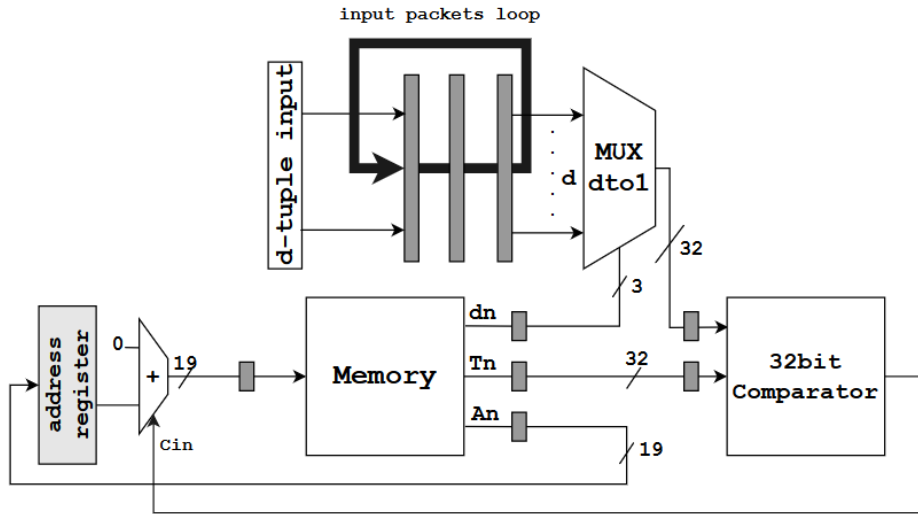 input packets loop
d-tuple input
MUX
dto1
d
32
3
address
register
0
+
19
Cin
Memory
dn
Tn
An
32
19
32bit
Comparator